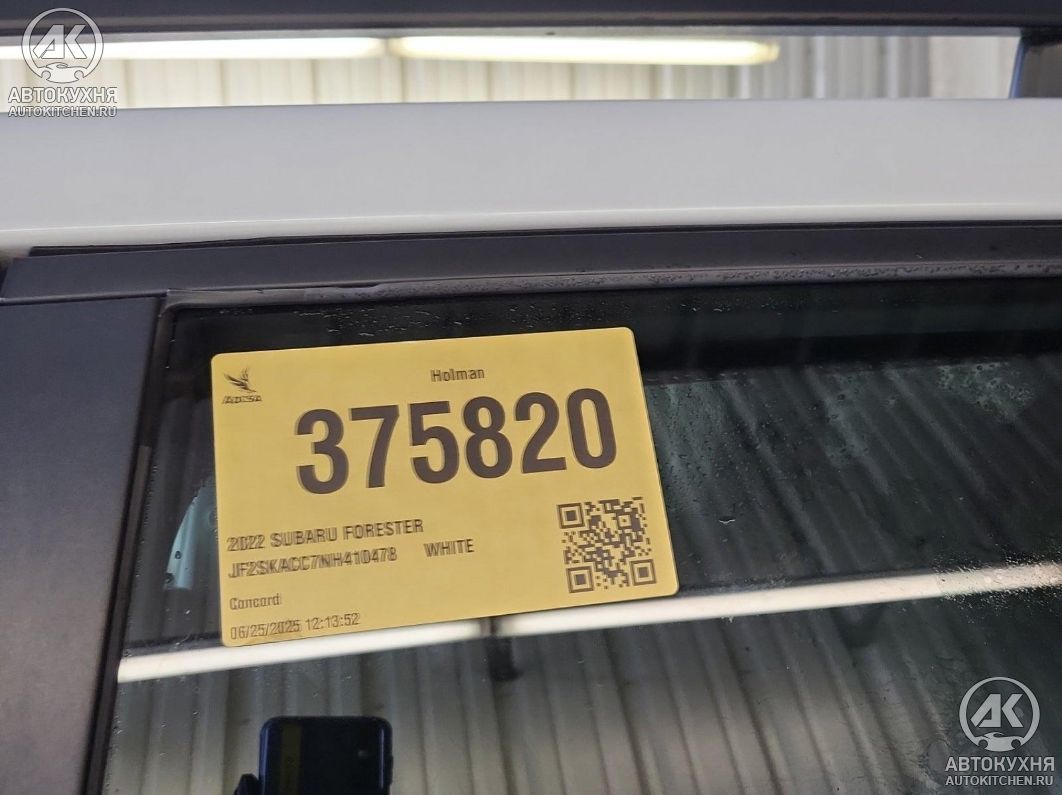 АВТОКУХНЯ
AUTOKITCHEN.RU
Holman
ADESA
375820
2022 SUBARU FORESTER
JF2SKACC7NH410478 WHITE
Concord
06/25/2025 12:13:52
АВТОКУХНЯ
AUTOKITCHEN.RU